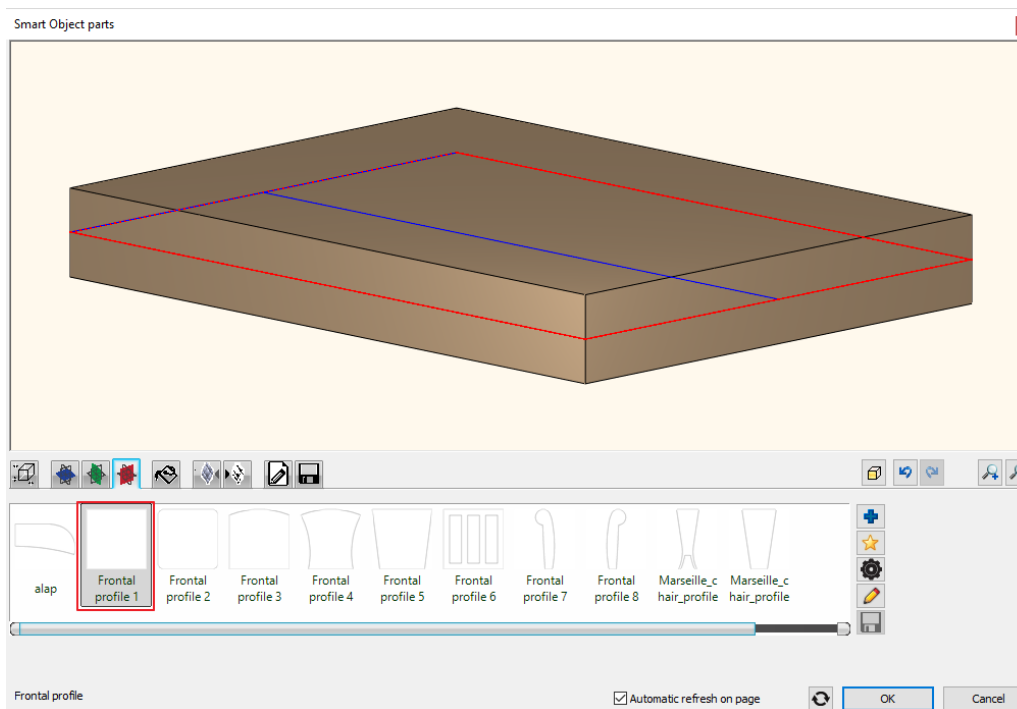 Smart Object parts
alap
Frontal profile 1
Frontal profile 2
Frontal profile 3
Frontal profile 4
Frontal profile 5
Frontal profile 6
Frontal profile 7
Frontal profile 8
Marseille_c
hair_profile
Marseille_c
hair_profile
Frontal profile
Automatic refresh on page
OK
Cancel